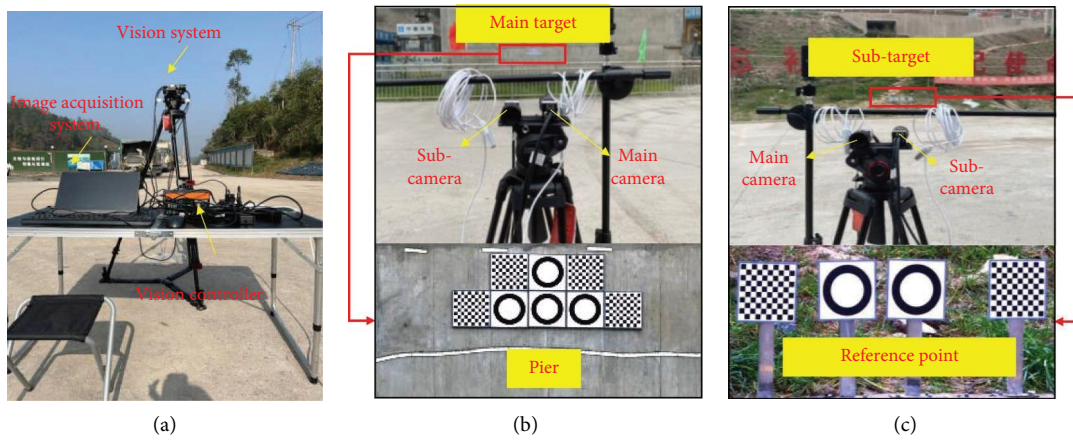 Vision system
Image acquisition
system
Vision controller
(a)
Main target
Sub-
camera
Main
camera
Pier
(b)
Sub-target
Main
camera
Sub-
camera
Reference point
(c)